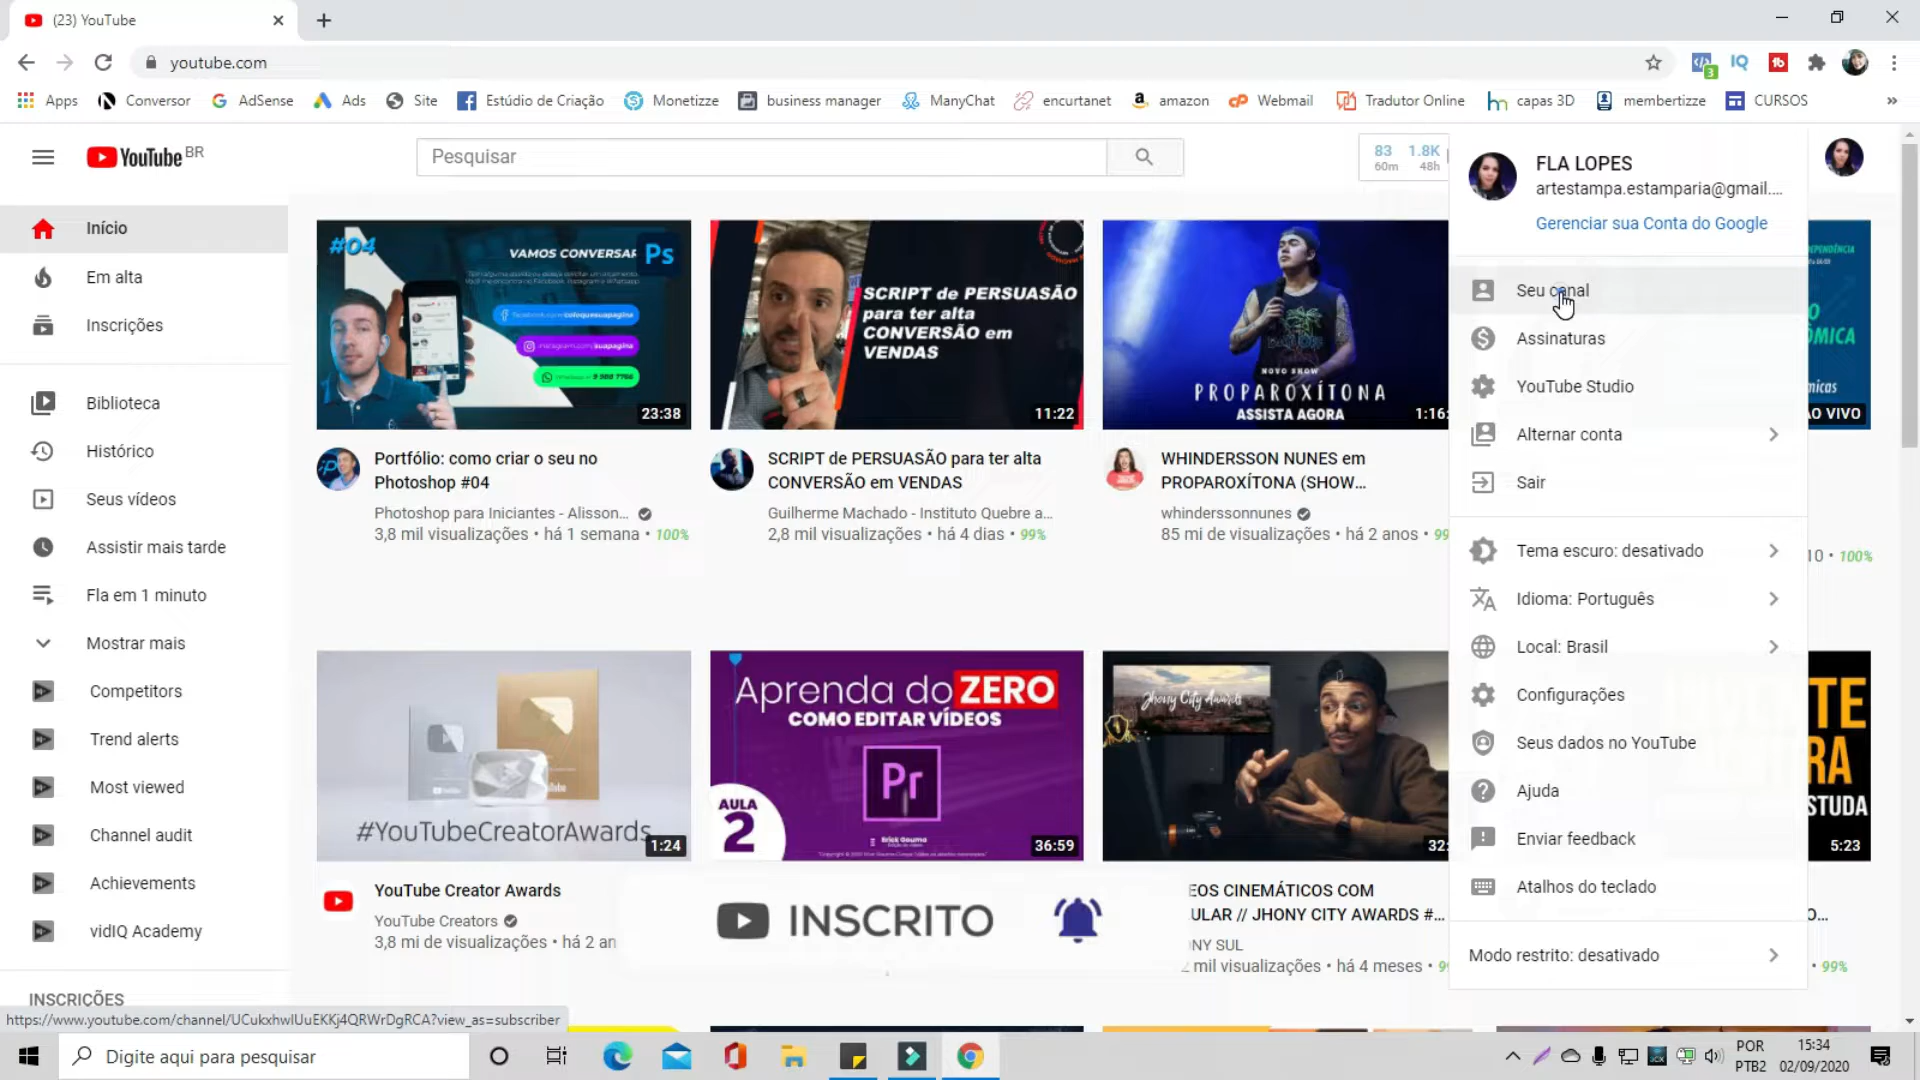 (23) YouTube
youtube.com
3
IQ
Apps
Conversor
AdSense
Ads
Site
Estúdio de Criação
Monetizze
business manager
ManyChat
encurtanet
amazon
Webmail
Tradutor Online
capas 3D
membertizze
CURSOS
YouTube BR
Pesquisar
83 1.8K
60m 48h
FLA LOPES
artestampa.estamparia@gmail....
Gerenciar sua Conta do Google
Início
Em alta
Inscrições
Biblioteca
Histórico
Seus vídeos
Assistir mais tarde
Fla em 1 minuto
Mostrar mais
Competitors
Trend alerts
Most viewed
Channel audit
Achievements
vidIQ Academy
INSCRIÇÕES
#04
VAMOS CONVERSAR
Ps
23:38
Portfólio: como criar o seu no
Photoshop #04
Photoshop para Iniciantes - Alisson...
3,8 mil visualizações • há 1 semana • 100%
SCRIPT de PERSUASÃO
para ter alta
CONVERSÃO em
VENDAS
11:22
SCRIPT de PERSUASÃO para ter alta
CONVERSÃO em VENDAS
Guilherme Machado - Instituto Quebre a...
2,8 mil visualizações • há 4 dias • 99%
NOVO SHOW
PROPAROXÍTONA
ASSISTA AGORA
1:16:
WHINDERSSON NUNES em
PROPAROXÍTONA (SHOW...
whinderssonnunes
85 mi de visualizações • há 2 anos • 99
Seu canal
Assinaturas
YouTube Studio
Alternar conta
Sair
Tema escuro: desativado
Idioma: Português
Local: Brasil
Configurações
Seus dados no YouTube
Ajuda
Enviar feedback
Atalhos do teclado
Modo restrito: desativado
AO VIVO
10 • 100%
#YouTubeCreatorAwards
1:24
YouTube Creator Awards
YouTube Creators
3,8 mi de visualizações • há 2 an
Aprenda do ZERO
COMO EDITAR VÍDEOS
Pr
AULA
2
36:59
INSCRITO
Jhony City Awards
32:
EOS CINEMÁTICOS COM
ULAR // JHONY CITY AWARDS #...
NY SUL
mil visualizações • há 4 meses • 99
TE
RA
ESTUDA
5:23
O...
• 99%
https://www.youtube.com/channel/UCukxhwIUuEKKj4QRWrDgRCA?view_as=subscriber
Digite aqui para pesquisar
POR
PTB2
15:34
02/09/2020